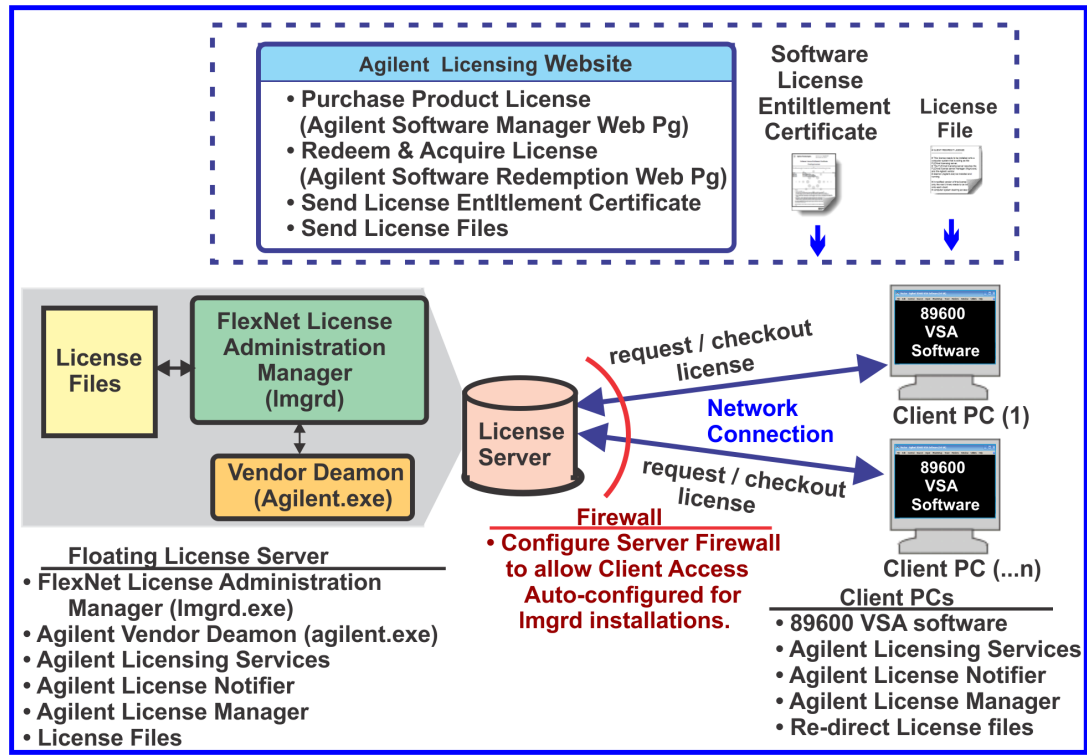 Agilent Licensing Website
• Purchase Product License
(Agilent Software Manager Web Pg)
• Redeem & Acquire License
(Agilent Software Redemption Web Pg)
• Send License Entltlement Certificate
• Send License Files
Software
License
Entiltlement
Certificate
License
File
License
Files
FlexNet License
Administration
Manager
(lmgrd)
Vendor Deamon
(Agilent.exe)
License
Server
request / checkout
license
Network
Connection
request / checkout
license
89600
VSA
Software
Client PC (1)
89600
VSA
Software
Client PC (...n)
Firewall
• Configure Server Firewall
to allow Client Access
Auto-configured for
lmgrd installations.
Floating License Server
• FlexNet License Administration
Manager (lmgrd.exe)
• Agilent Vendor Deamon (agilent.exe)
• Agilent Licensing Services
• Agilent License Notifier
• Agilent License Manager
• License Files
Client PCs
• 89600 VSA software
• Agilent Licensing Services
• Agilent License Notifier
• Agilent License Manager
• Re-direct License files